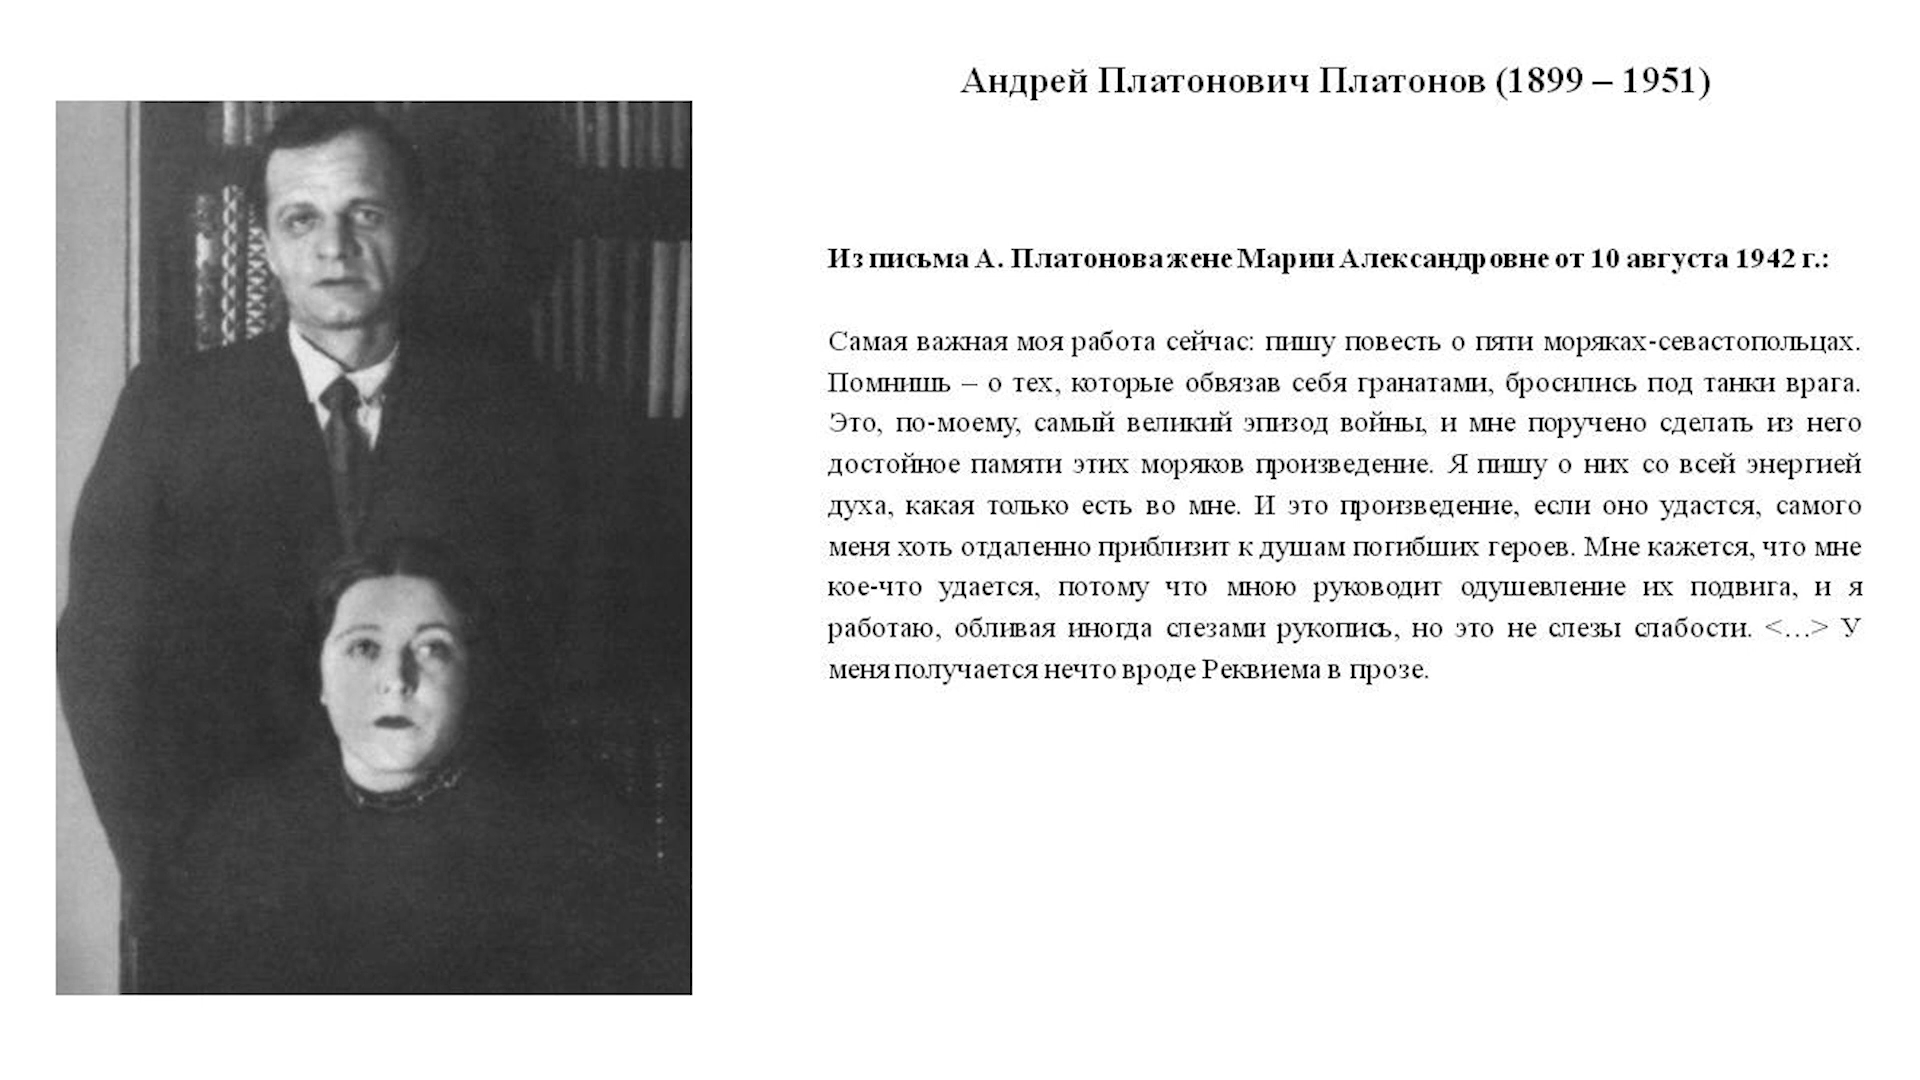 Андрей Платонович Платонов (1899 – 1951)
Из письма А. Платонова жене Марии Александровне от 10 августа 1942 г.:
Самая важная моя работа сейчас: пишу повесть о пяти моряках-севастопольцах.
Помнишь – о тех, которые обвязав себя гранатами, бросились под танки врага.
Это, по-моему, самый великий эпизод войны, и мне поручено сделать из него
достойное памяти этих моряков произведение. Я пишу о них со всей энергией
духа, какая только есть во мне. И это произведение, если оно удастся, самого
меня хоть отдаленно приблизит к душам погибших героев. Мне кажется, что мне
кое-что удается, потому что мною руководит одушевление их подвига, и я
работаю, обливая иногда слезами рукопись, но это не слезы слабости. <…> У
меня получается нечто вроде Реквиема в прозе.